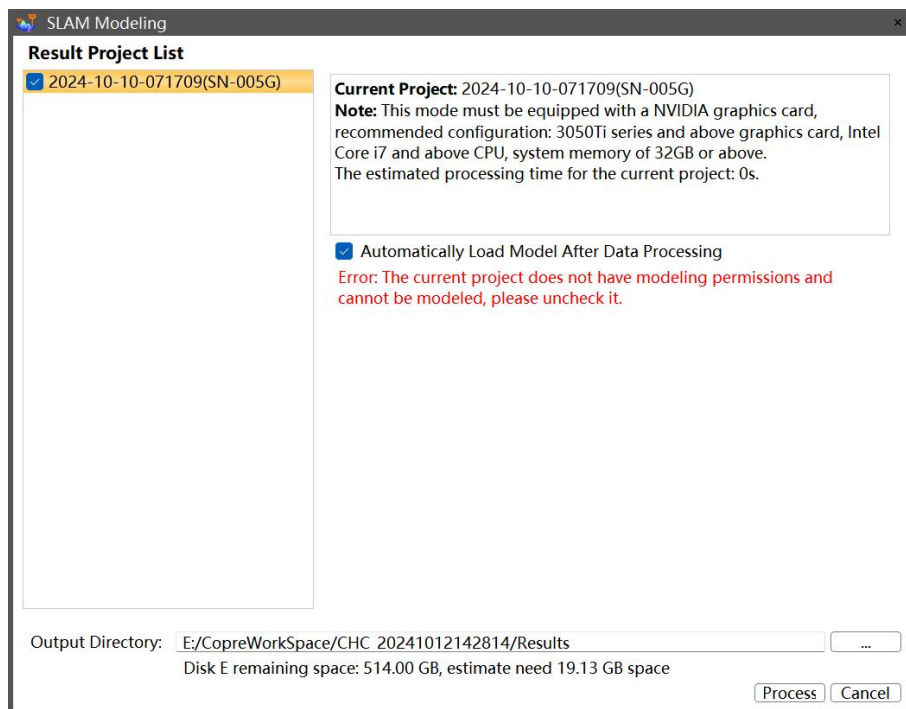 SLAM Modeling
×
Result Project List
2024-10-10-071709(SN-005G)
Current Project: 2024-10-10-071709(SN-005G)
Note: This mode must be equipped with a NVIDIA graphics card,
recommended configuration: 3050Ti series and above graphics card, Intel
Core i7 and above CPU, system memory of 32GB or above.
The estimated processing time for the current project: 0s.
Automatically Load Model After Data Processing
Error: The current project does not have modeling permissions and
cannot be modeled, please uncheck it.
Output Directory: E:/CopreWorkSpace/CHC_20241012142814/Results ...
Disk E remaining space: 514.00 GB, estimate need 19.13 GB space
Process Cancel